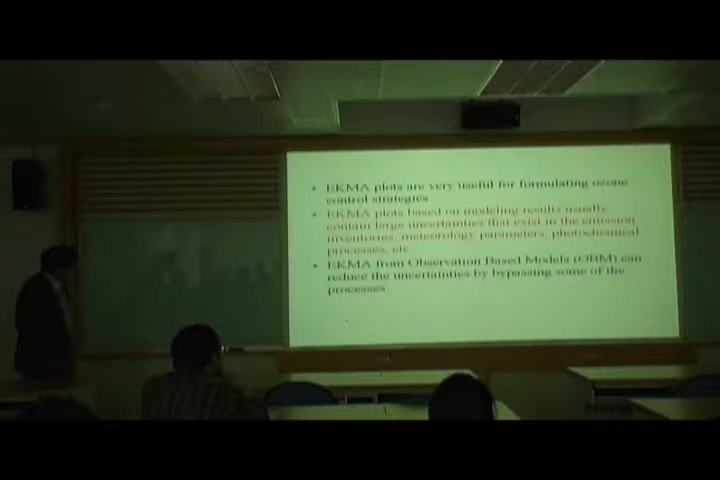 • EKMA plots are very useful for formulating ozone
control strategies
• EKMA plots based on modeling results usually
contain large uncertainties that exist in the emission
inventories, meteorology parameters, photochemical
processes, etc
• EKMA from Observation Based Models (OBM) can
reduce the uncertainties by bypassing some of the
processes